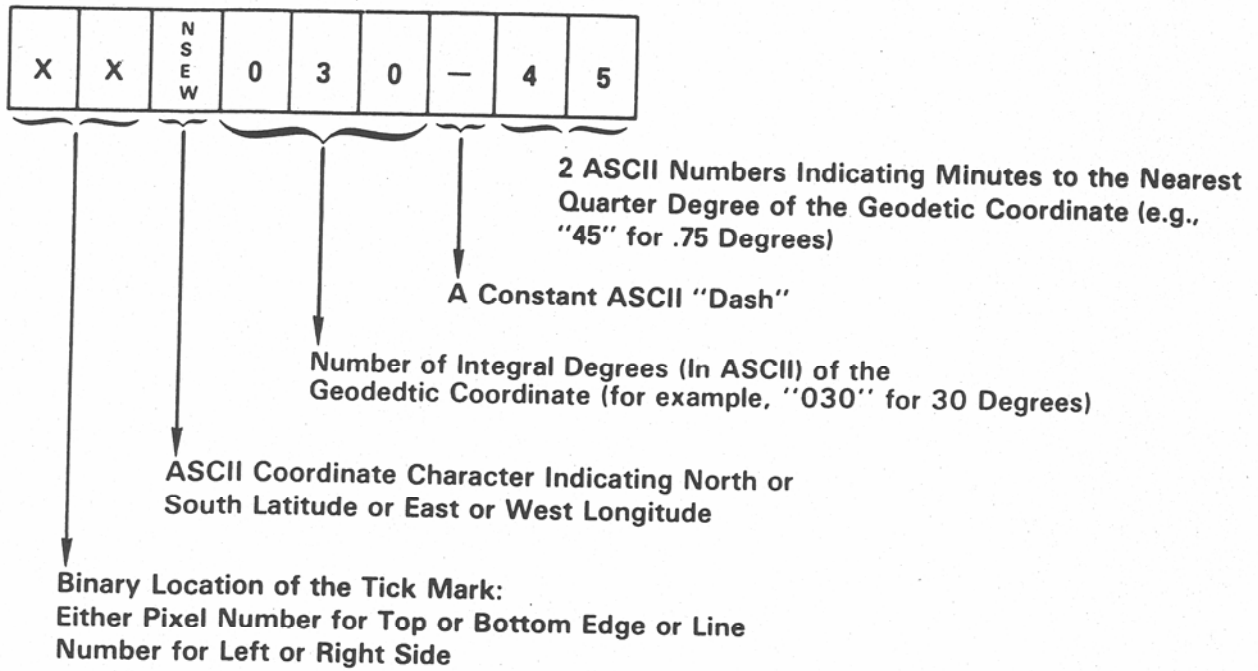 X X N S E W 0 3 0 — 4 5
2 ASCII Numbers Indicating Minutes to the Nearest
Quarter Degree of the Geodetic Coordinate (e.g.,
"45" for .75 Degrees)
A Constant ASCII "Dash"
Number of Integral Degrees (In ASCII) of the
Geodedtic Coordinate (for example, "030" for 30 Degrees)
ASCII Coordinate Character Indicating North or
South Latitude or East or West Longitude
Binary Location of the Tick Mark:
Either Pixel Number for Top or Bottom Edge or Line
Number for Left or Right Side